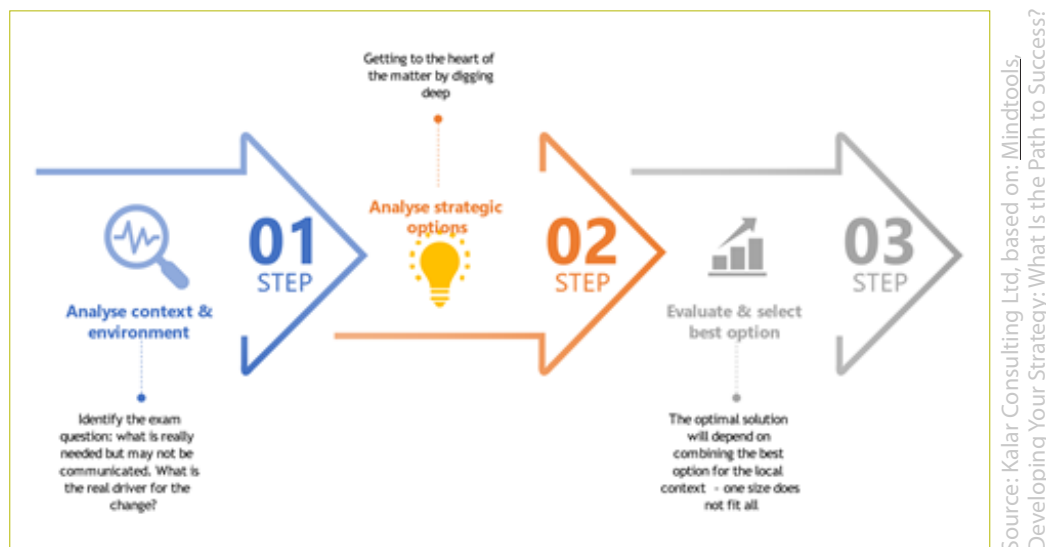 Getting to the heart of
the matter by digging
deep
01
STEP
Analyse context &
environment
Identify the exam
question: what is really
needed but may not be
communicated. What is
the real driver for the
change?
Analyse strategic
options
02
STEP
03
STEP
Evaluate & select
best option
The optimal solution
will depend on
combining the best
option for the local
context - one size does
not fit all
Source: Kalar Consulting Ltd, based on: Mindtools,
Developing Your Strategy: What Is the Path to Success?